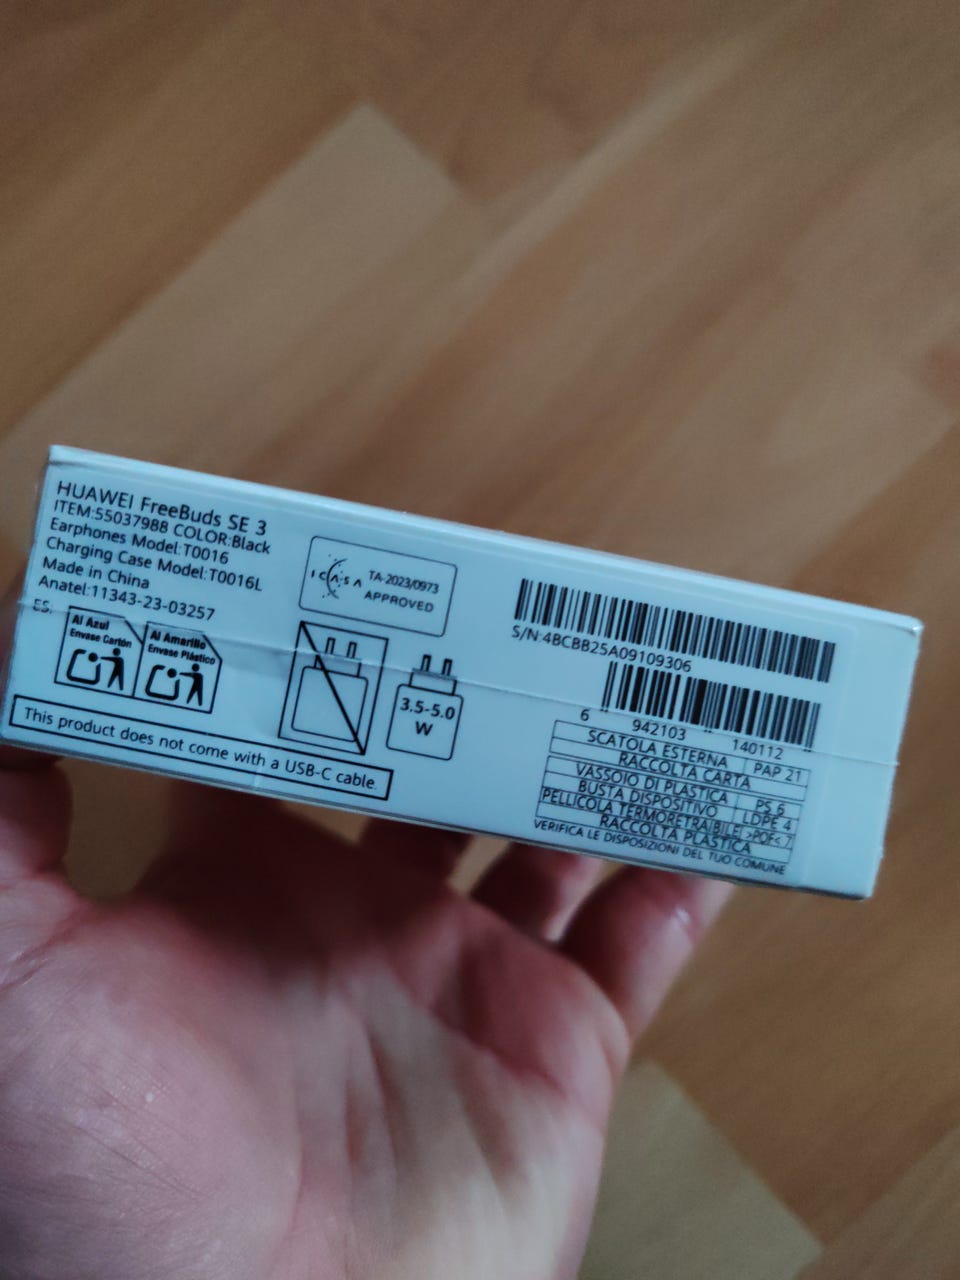 HUAWEI FreeBuds SE 3
ITEM:55037988 COLOR:Black
Earphones Model:T0016
Charging Case Model:T0016L
Made in China
Anatel:11343-23-03257
ES:
Al Azul
Envase Cartón
Al Amarillo
Envase Plástico
This product does not come with a USB-C cable.
ICASA
TA-2023/0973
APPROVED
3.5-5.0
W
S/N:4BCBB25A09109306
6 942103 140112
SCATOLA ESTERNA PAP 21
RACCOLTA CARTA
VASSOIO DI PLASTICA PS 6
BUSTA DISPOSITIVO LDPE 4
PELLICOLA TERMORETRAIBILE >POF< 7
RACCOLTA PLASTICA
VERIFICA LE DISPOSIZIONI DEL TUO COMUNE